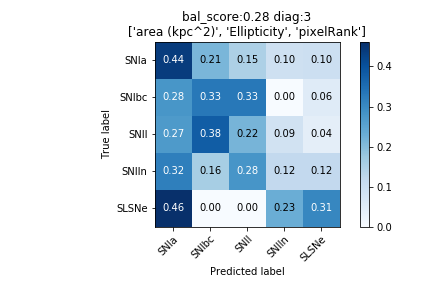 bal_score:0.28 diag:3
['area (kpc^2)', 'Ellipticity', 'pixelRank']
SNIa 0.44 0.21 0.15 0.10 0.10
SNIbc 0.28 0.33 0.33 0.00 0.06
SNII 0.27 0.38 0.22 0.09 0.04
SNIIn 0.32 0.16 0.28 0.12 0.12
SLSNe 0.46 0.00 0.00 0.23 0.31
True label
SNIa SNIbc SNII SNIIn SLSNe
Predicted label
0.4
0.3
0.2
0.1
0.0